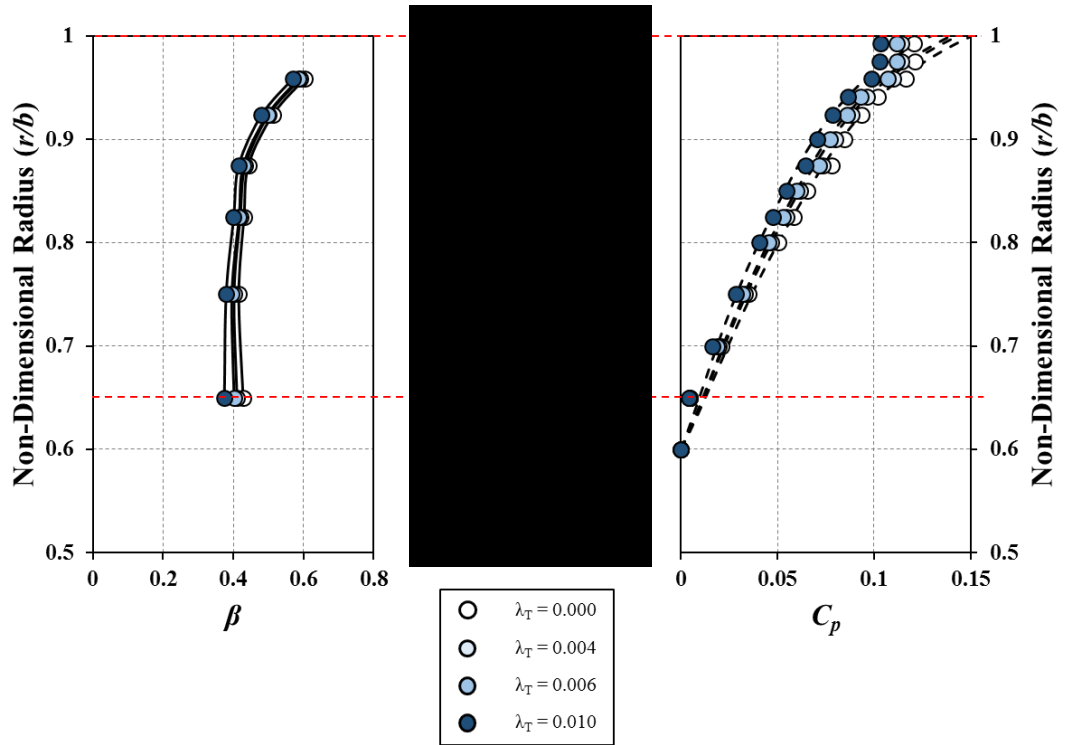 Non-Dimensional Radius (r/b)
1
0.9
0.8
0.7
0.6
0.5
0
0.2
0.4
0.6
0.8
β
1
0.9
0.8
0.7
0.6
0.5
0
0.05
0.1
0.15
Cp
Non-Dimensional Radius (r/b)
λT = 0.000
λT = 0.004
λT = 0.006
λT = 0.010